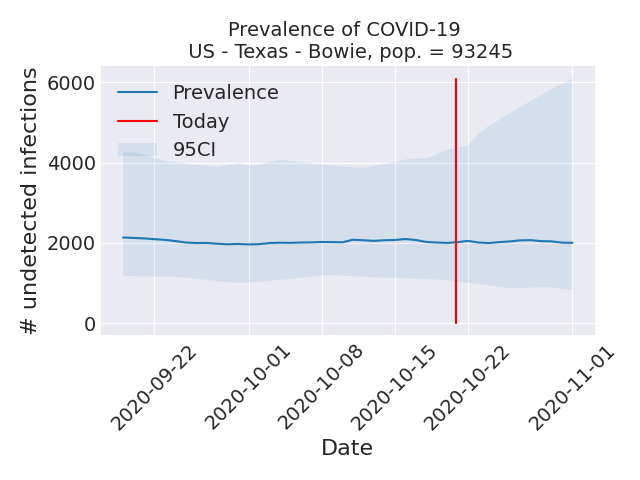 Prevalence of COVID-19
US - Texas - Bowie, pop. = 93245
# undetected infections
6000
4000
2000
0
Prevalence
Today
95CI
2020-09-22
2020-10-01
2020-10-08
2020-10-15
2020-10-22
2020-11-01
Date